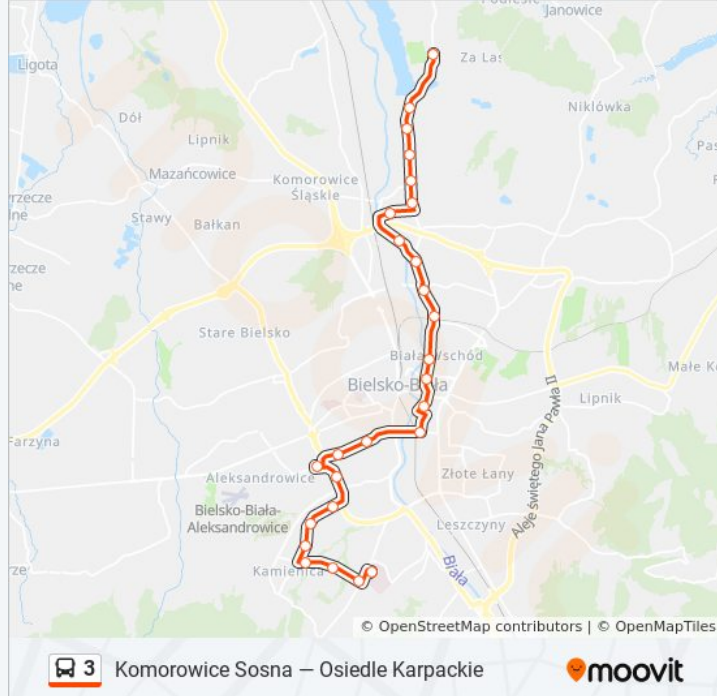 Podlesie
Janowice
Ligota
Za Las
Dół
Niklówka
Lipnik
Mazańcowice
Komorowice
Śląskie
Stawy
Bałkan
Stare Bielsko
Biała Wschód
Bielsko-Biała
Małe Ko
Lipnik
Farzyna
Aleje świętego Jana Pawła II
Aleksandrowice
Złote Łany
Bielsko-Biała-
Aleksandrowice
Leszczyny
Biała
Kamienica
© OpenStreetMap contributors | © OpenMapTiles
3 Komorowice Sosna — Osiedle Karpackie moovit